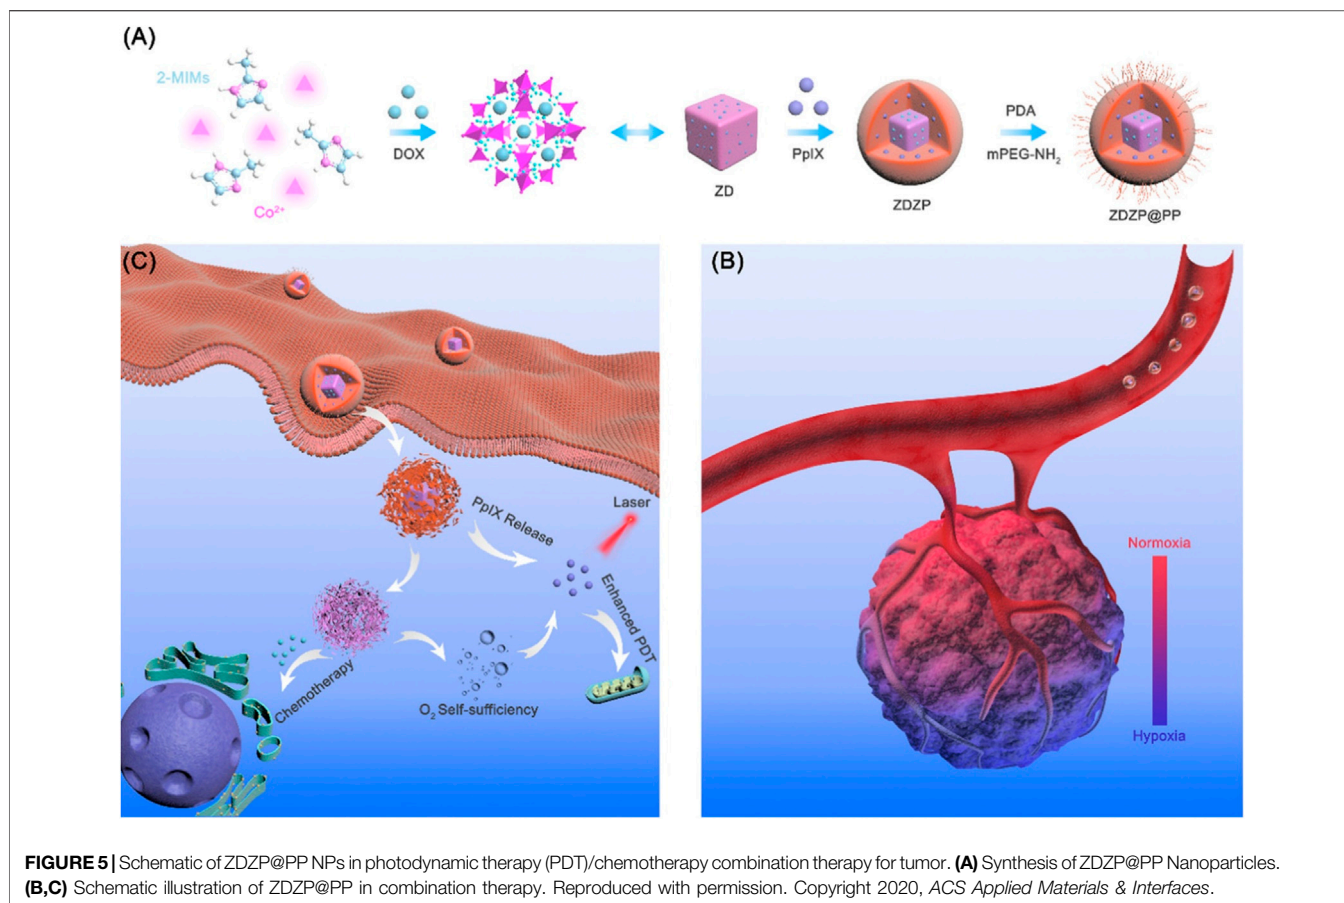 (A)
2-MIMs
Co²⁺
DOX
ZD
PpIX
ZDZP
PDA
mPEG-NH₂
ZDZP@PP
(C)
PpIX Release
Laser
Enhanced PDT
Chemotherapy
O₂ Self-sufficiency
(B)
Normoxia
Hypoxia
FIGURE 5 | Schematic of ZDZP@PP NPs in photodynamic therapy (PDT)/chemotherapy combination therapy for tumor. (A) Synthesis of ZDZP@PP Nanoparticles.
(B,C) Schematic illustration of ZDZP@PP in combination therapy. Reproduced with permission. Copyright 2020, ACS Applied Materials & Interfaces.